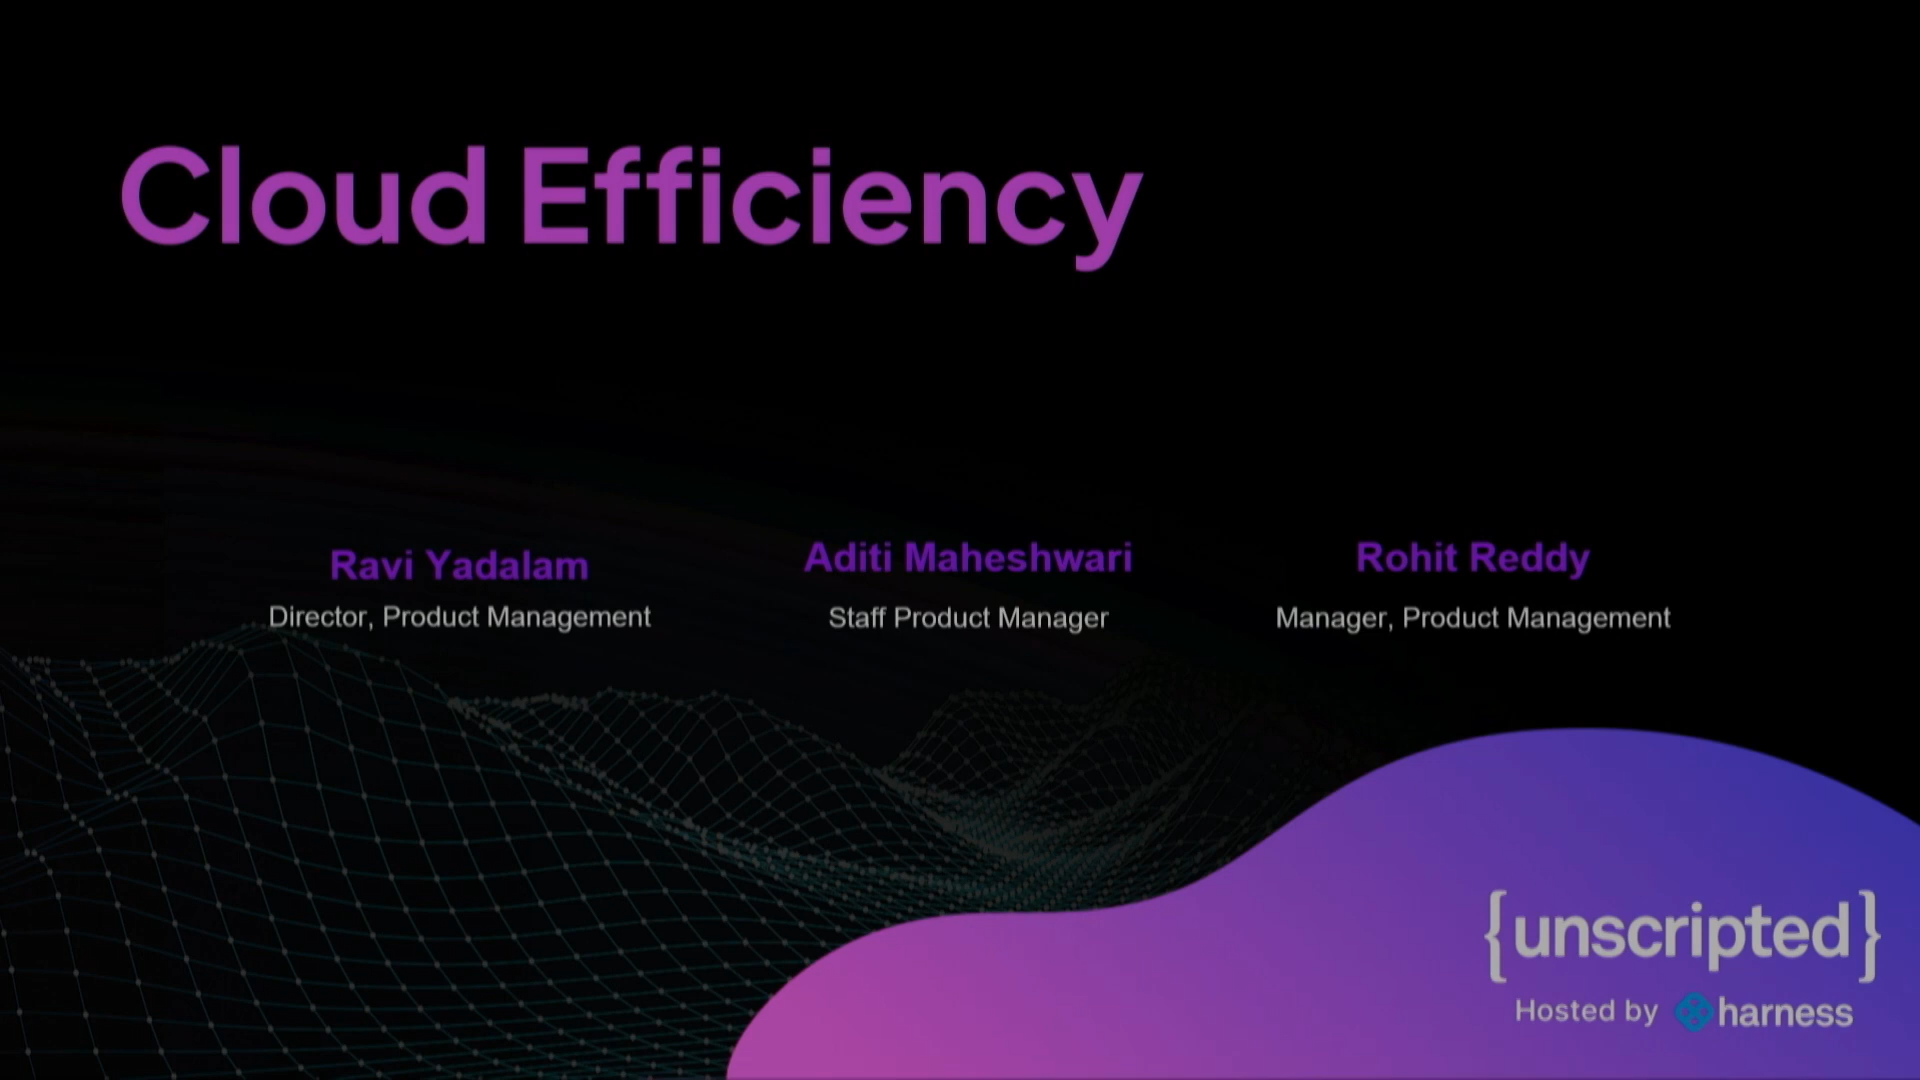 Cloud Efficiency
Ravi Yadalam
Director, Product Management
Aditi Maheshwari
Staff Product Manager
Rohit Reddy
Manager, Product Management
{unscripted}
Hosted by harness